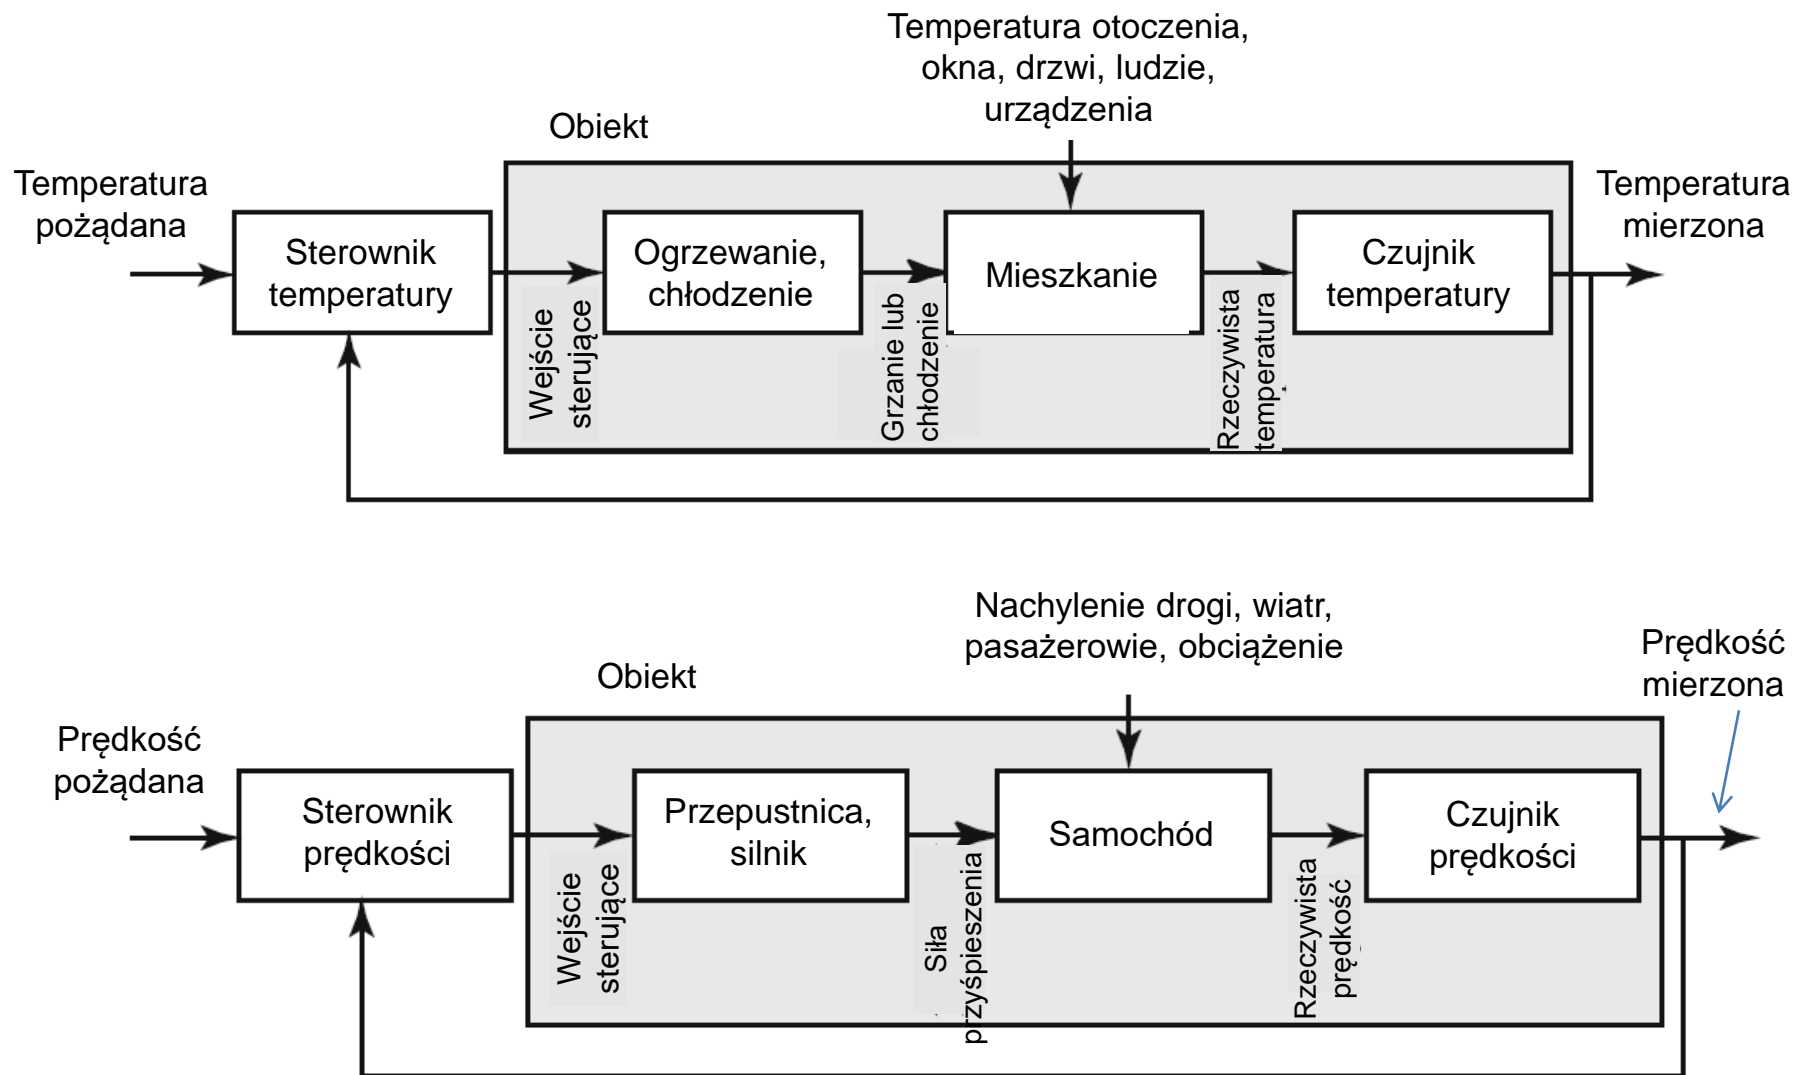 Temperatura otoczenia,
okna, drzwi, ludzie,
urządzenia
Obiekt
Temperatura
pożądana
Sterownik
temperatury
Wejście
sterujące
Ogrzewanie,
chłodzenie
Grzanie lub
chłodzenie
Mieszkanie
Rzeczywista
temperatura
Czujnik
temperatury
Temperatura
mierzona
Nachylenie drogi, wiatr,
pasażerowie, obciążenie
Obiekt
Prędkość
pożądana
Sterownik
prędkości
Wejście
sterujące
Przepustnica,
silnik
Siła
przyśpieszenia
Samochód
Rzeczywista
prędkość
Czujnik
prędkości
Prędkość
mierzona